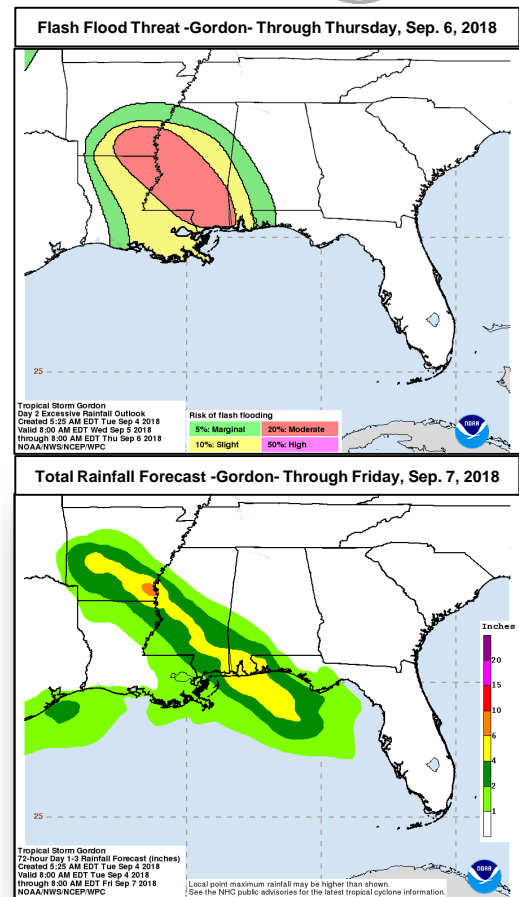 Flash Flood Threat -Gordon- Through Thursday, Sep. 6, 2018
25
Tropical Storm Gordon
Day 2 Excessive Rainfall Outlook
Created 5:25 AM EDT Tue Sep 4 2018
Valid 8:00 AM EDT Wed Sep 5 2018
through 8:00 AM EDT Thu Sep 6 2018
NOAA/NWS/NCEP/WPC
Risk of flash flooding
5%: Marginal 20%: Moderate
10%: Slight 50%: High
NOAA
Total Rainfall Forecast -Gordon- Through Friday, Sep. 7, 2018
Inches
20
15
10
6
4
2
1
25
Tropical Storm Gordon
72-hour Day 1-3 Rainfall Forecast (inches)
Created 5:25 AM EDT Tue Sep 4 2018
Valid 8:00 AM EDT Tue Sep 4 2018
through 8:00 AM EDT Fri Sep 7 2018
NOAA/NWS/NCEP/WPC
Local point maximum rainfall may be higher than shown.
See the NHC public advisories for the latest tropical cyclone information.
NOAA